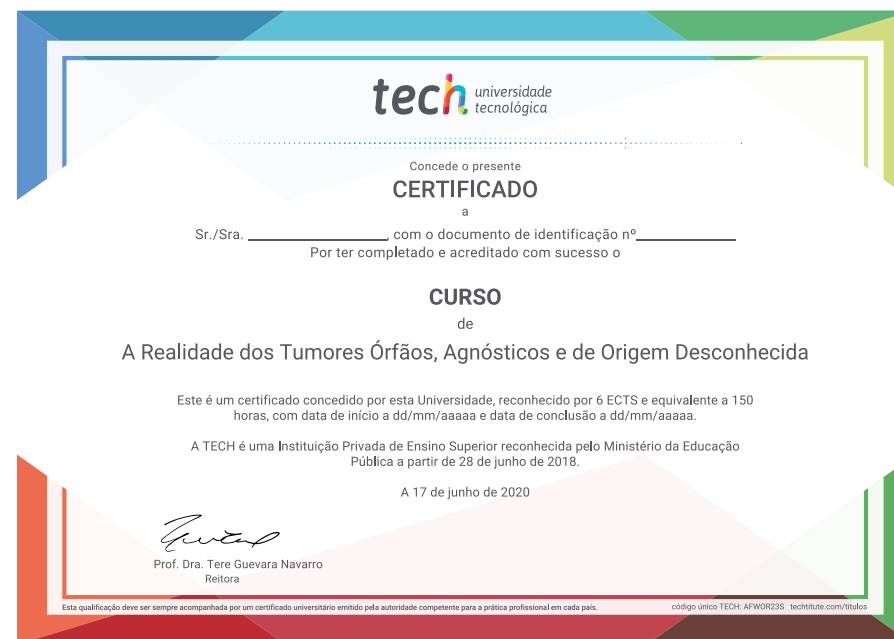 tech universidade
tecnológica
Concede o presente
CERTIFICADO
a
Sr./Sra. ________________, com o documento de identificação nº____________
Por ter completado e acreditado com sucesso o
CURSO
de
A Realidade dos Tumores Órfãos, Agnósticos e de Origem Desconhecida
Este é um certificado concedido por esta Universidade, reconhecido por 6 ECTS e equivalente a 150
horas, com data de início a dd/mm/aaaaa e data de conclusão a dd/mm/aaaaa.
A TECH é uma Instituição Privada de Ensino Superior reconhecida pelo Ministério da Educação
Pública a partir de 28 de junho de 2018.
A 17 de junho de 2020
Prof. Dra. Tere Guevara Navarro
Reitora
Esta qualificação deve ser sempre acompanhada por um certificado universitário emitido pela autoridade competente para a prática profissional em cada país.
código único TECH: AFWOR23S techtitute.com/titulos